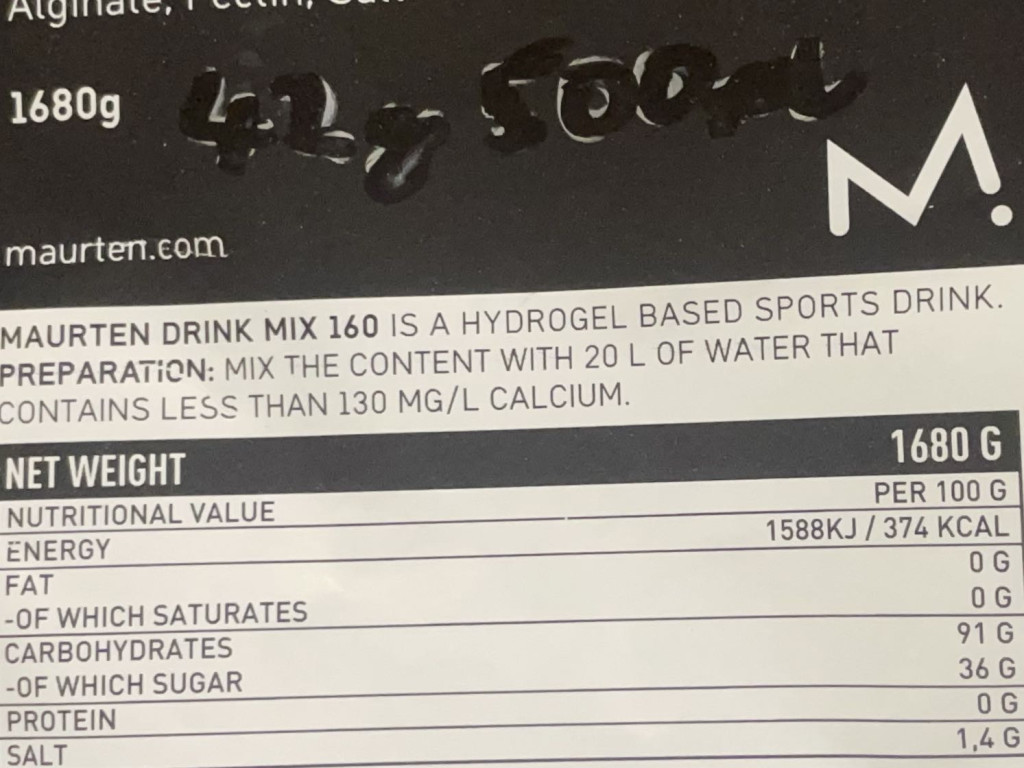 Alginate,
1680g 42g 500ml
maurten.com
M.
MAURTEN DRINK MIX 160 IS A HYDROGEL BASED SPORTS DRINK.
PREPARATION: MIX THE CONTENT WITH 20 L OF WATER THAT
CONTAINS LESS THAN 130 MG/L CALCIUM.
NET WEIGHT 1680 G
NUTRITIONAL VALUE PER 100 G
ENERGY 1588KJ / 374 KCAL
FAT 0 G
-OF WHICH SATURATES 0 G
CARBOHYDRATES 91 G
-OF WHICH SUGAR 36 G
PROTEIN 0 G
SALT 1,4 G